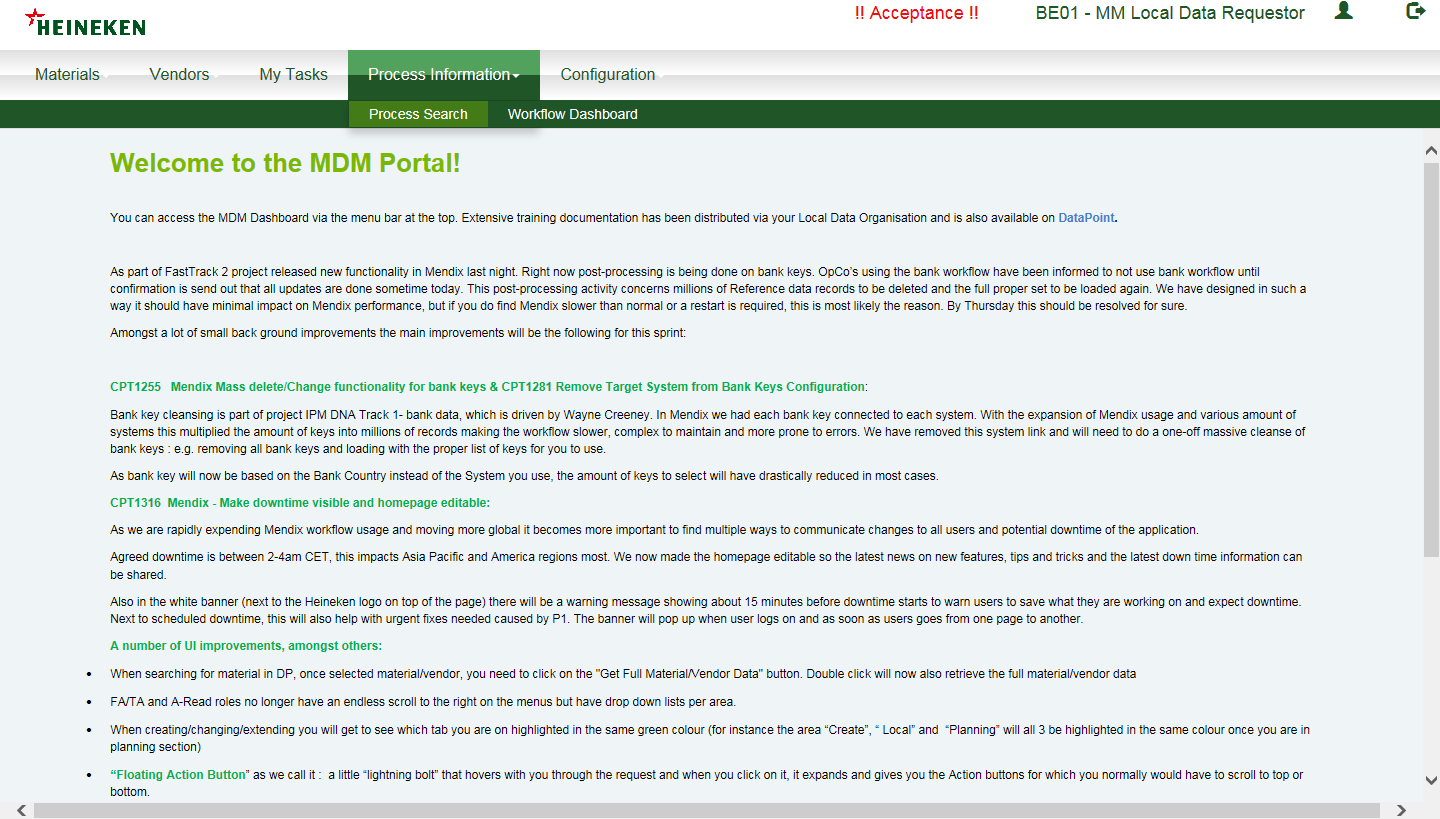 HEINEKEN
!! Acceptance !!
BE01 - MM Local Data Requestor
Materials
Vendors
My Tasks
Process Information
Configuration
Process Search
Workflow Dashboard
Welcome to the MDM Portal!
You can access the MDM Dashboard via the menu bar at the top. Extensive training documentation has been distributed via your Local Data Organisation and is also available on DataPoint.
As part of FastTrack 2 project released new functionality in Mendix last night. Right now post-processing is being done on bank keys. OpCo's using the bank workflow have been informed to not use bank workflow until
confirmation is send out that all updates are done sometime today. This post-processing activity concerns millions of Reference data records to be deleted and the full proper set to be loaded again. We have designed in such a
way it should have minimal impact on Mendix performance, but if you do find Mendix slower than normal or a restart is required, this is most likely the reason. By Thursday this should be resolved for sure.
Amongst a lot of small back ground improvements the main improvements will be the following for this sprint:
CPT1255   Mendix Mass delete/Change functionality for bank keys & CPT1281 Remove Target System from Bank Keys Configuration:
Bank key cleansing is part of project IPM DNA Track 1- bank data, which is driven by Wayne Creeney. In Mendix we had each bank key connected to each system. With the expansion of Mendix usage and various amount of
systems this multiplied the amount of keys into millions of records making the workflow slower, complex to maintain and more prone to errors. We have removed this system link and will need to do a one-off massive cleanse of
bank keys : e.g. removing all bank keys and loading with the proper list of keys for you to use.
As bank key will now be based on the Bank Country instead of the System you use, the amount of keys to select will have drastically reduced in most cases.
CPT1316  Mendix - Make downtime visible and homepage editable:
As we are rapidly expending Mendix workflow usage and moving more global it becomes more important to find multiple ways to communicate changes to all users and potential downtime of the application.
Agreed downtime is between 2-4am CET, this impacts Asia Pacific and America regions most. We now made the homepage editable so the latest news on new features, tips and tricks and the latest down time information can
be shared.
Also in the white banner (next to the Heineken logo on top of the page) there will be a warning message showing about 15 minutes before downtime starts to warn users to save what they are working on and expect downtime.
Next to scheduled downtime, this will also help with urgent fixes needed caused by P1. The banner will pop up when user logs on and as soon as users goes from one page to another.
A number of UI improvements, amongst others:
• When searching for material in DP, once selected material/vendor, you need to click on the "Get Full Material/Vendor Data" button. Double click will now also retrieve the full material/vendor data
• FA/TA and A-Read roles no longer have an endless scroll to the right on the menus but have drop down lists per area.
• When creating/changing/extending you will get to see which tab you are on highlighted in the same green colour (for instance the area “Create”, “ Local” and  “Planning” will all 3 be highlighted in the same colour once you are in
planning section)
• “Floating Action Button” as we call it :  a little “lightning bolt” that hovers with you through the request and when you click on it, it expands and gives you the Action buttons for which you normally would have to scroll to top or
bottom.